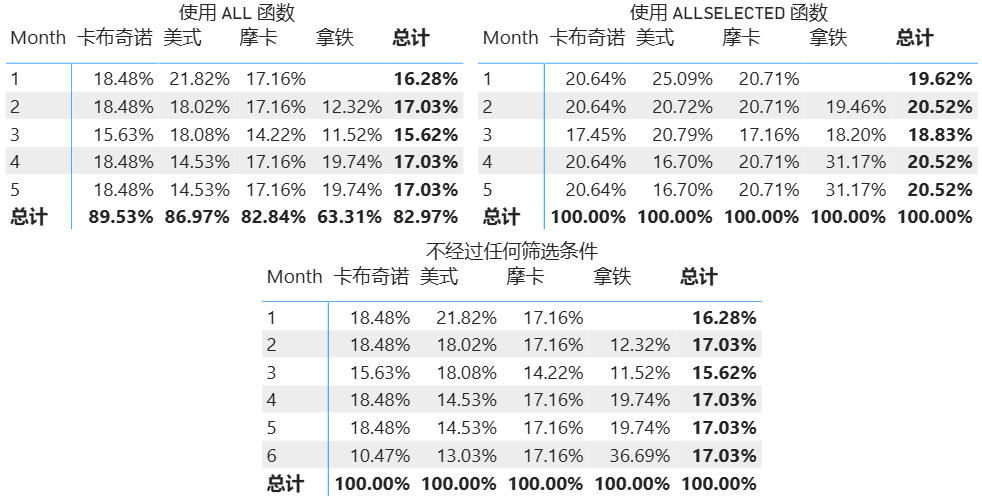 使用 ALL 函数
Month 卡布奇诺 美式 摩卡 拿铁 总计
1 18.48% 21.82% 17.16% 16.28%
2 18.48% 18.02% 17.16% 12.32% 17.03%
3 15.63% 18.08% 14.22% 11.52% 15.62%
4 18.48% 14.53% 17.16% 19.74% 17.03%
5 18.48% 14.53% 17.16% 19.74% 17.03%
总计 89.53% 86.97% 82.84% 63.31% 82.97%
使用 ALLSELECTED 函数
Month 卡布奇诺 美式 摩卡 拿铁 总计
1 20.64% 25.09% 20.71% 19.62%
2 20.64% 20.72% 20.71% 19.46% 20.52%
3 17.45% 20.79% 17.16% 18.20% 18.83%
4 20.64% 16.70% 20.71% 31.17% 20.52%
5 20.64% 16.70% 20.71% 31.17% 20.52%
总计 100.00% 100.00% 100.00% 100.00% 100.00%
不经过任何筛选条件
Month 卡布奇诺 美式 摩卡 拿铁 总计
1 18.48% 21.82% 17.16% 16.28%
2 18.48% 18.02% 17.16% 12.32% 17.03%
3 15.63% 18.08% 14.22% 11.52% 15.62%
4 18.48% 14.53% 17.16% 19.74% 17.03%
5 18.48% 14.53% 17.16% 19.74% 17.03%
6 10.47% 13.03% 17.16% 36.69% 17.03%
总计 100.00% 100.00% 100.00% 100.00% 100.00%